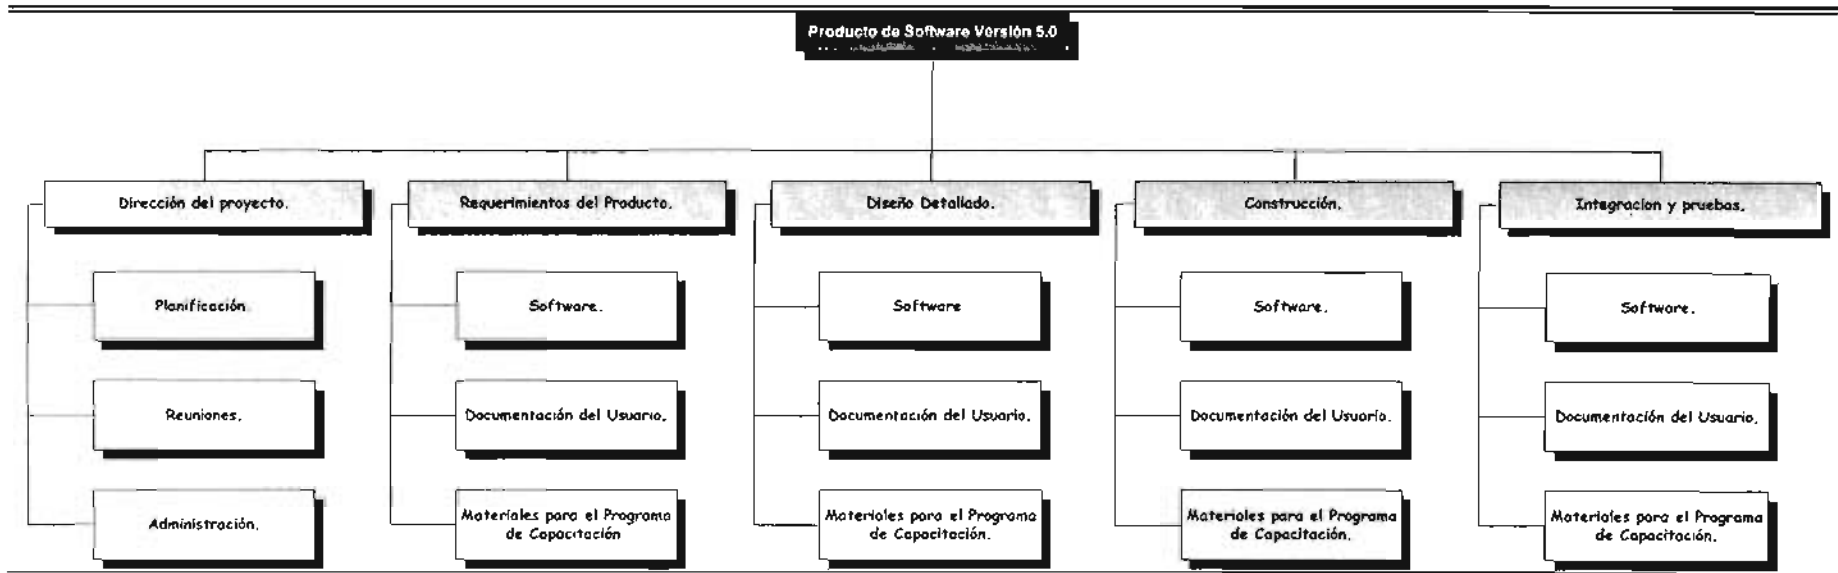 Producto de Software Versión 5.0
Dirección del proyecto.
Requerimientos del Producto.
Diseño Detallado.
Construcción.
Integracion y pruebas.
Planificación.
Software.
Software
Software.
Software.
Reuniones.
Documentación del Usuario.
Documentación del Usuario.
Documentación del Usuario.
Documentación del Usuario.
Administración.
Materiales para el Programa
de Capacitación
Materiales para el Programa
de Capacitación.
Materiales para el Programa
de Capacitación.
Materiales para el Programa
de Capacitación.